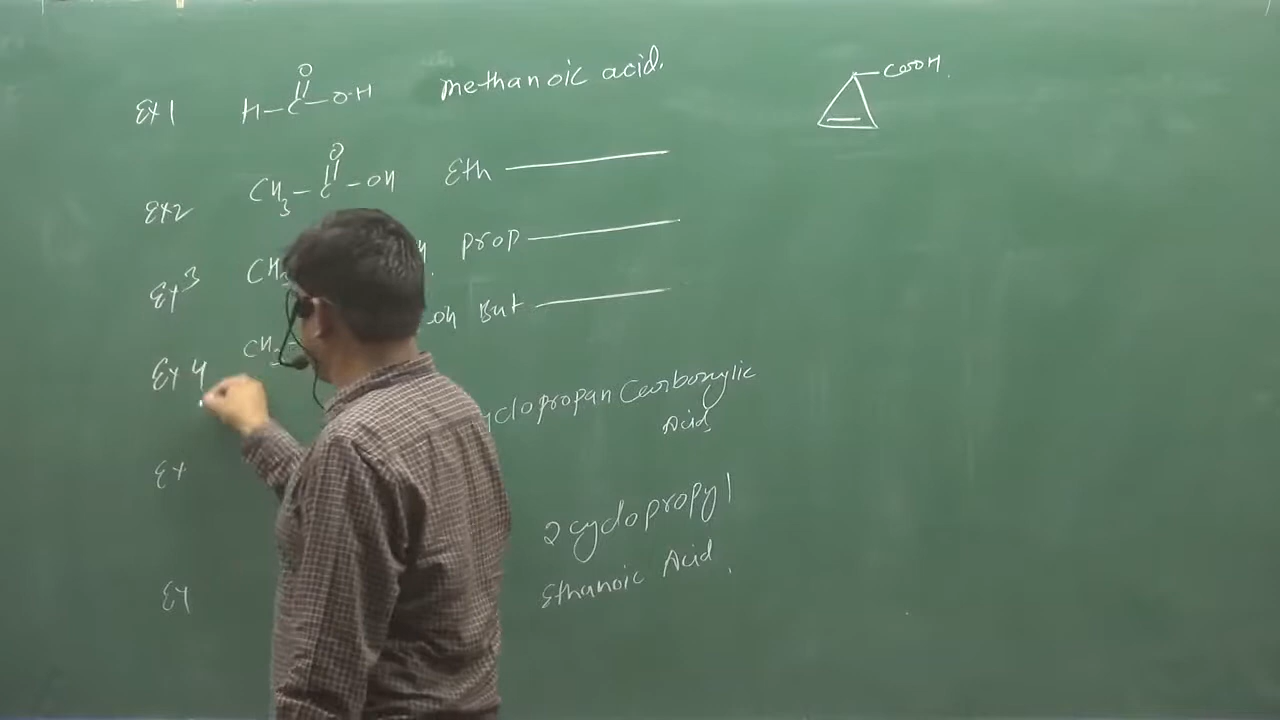 Ex 1 H-C-O-H methanoic acid.
O
Ex 2 CH3-C-OH Eth
O
Ex 3 CH3 Prop
Ex 4 CH3 OH But
Ex yclopropan Carboxylic
Acid
2 cyclopropyl
Ex Ethanoic Acid.
COOH.